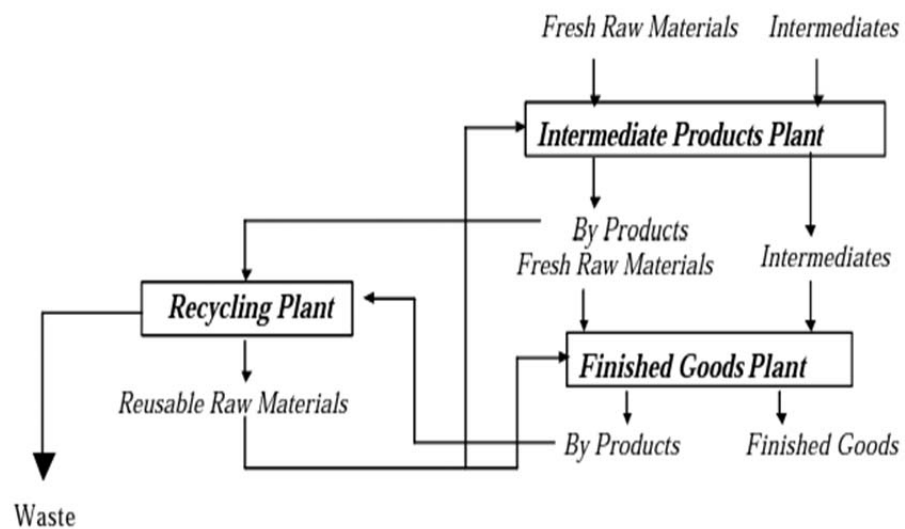 Fresh Raw Materials Intermediates
Intermediate Products Plant
By Products
Fresh Raw Materials
Intermediates
Recycling Plant
Finished Goods Plant
Reusable Raw Materials
By Products
Finished Goods
Waste